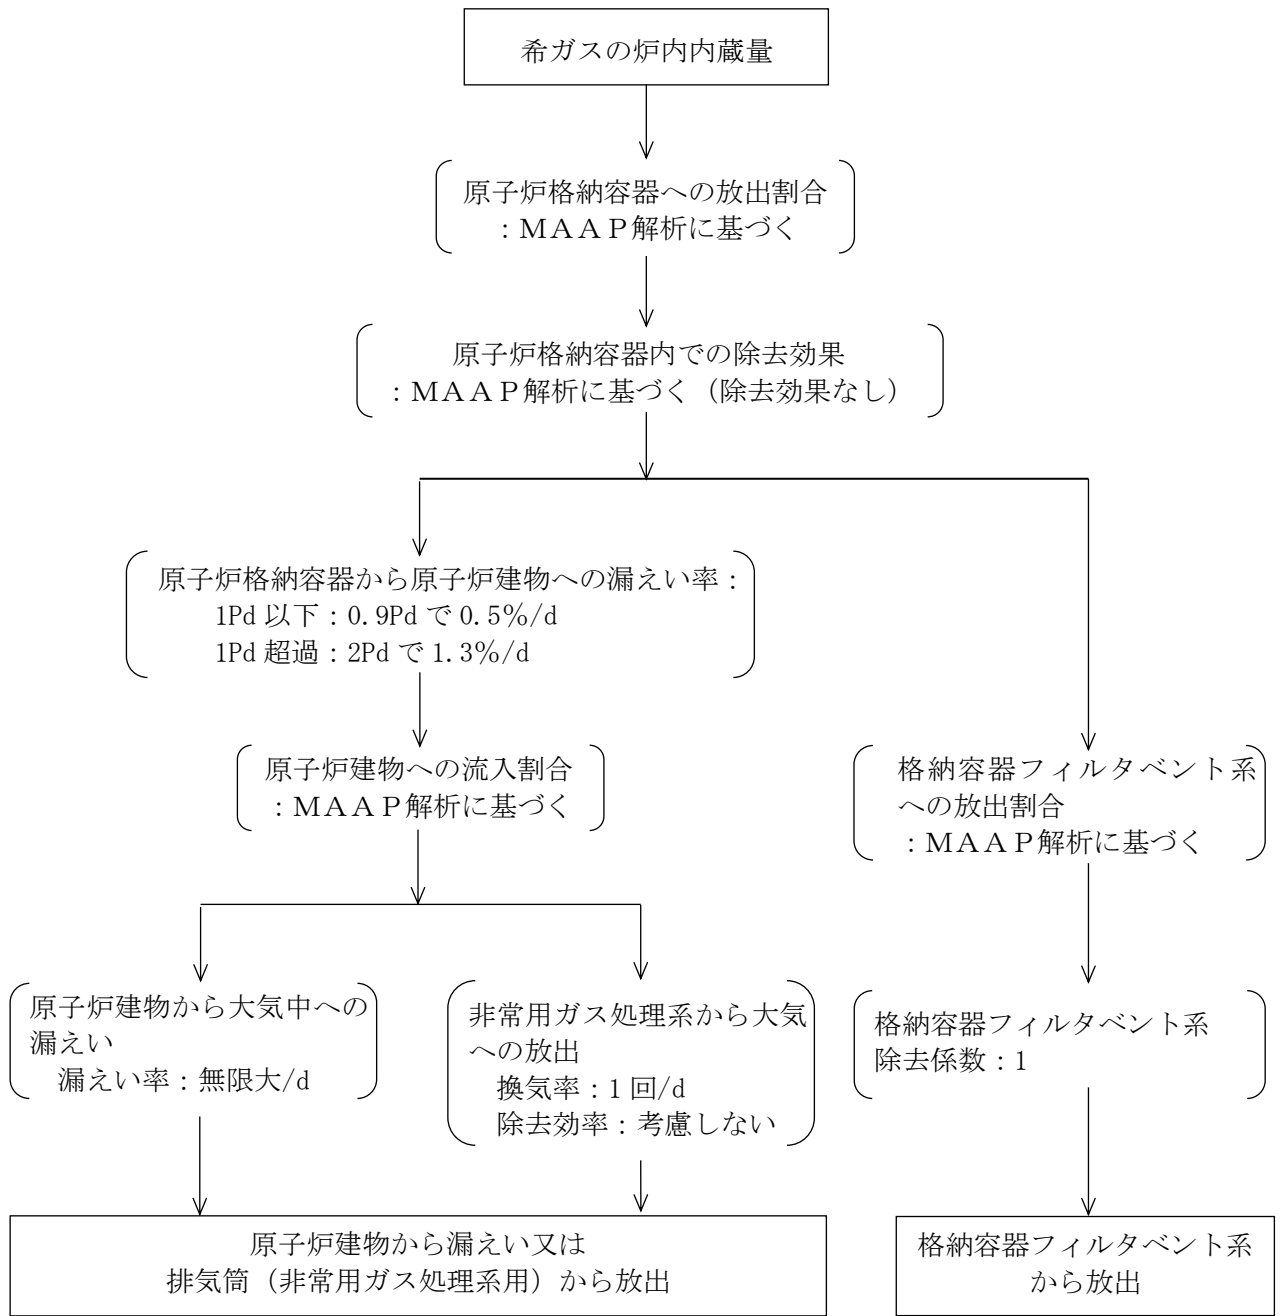 希ガスの炉内内蔵量
原子炉格納容器への放出割合
：ＭＡＡＰ解析に基づく
原子炉格納容器内での除去効果
：ＭＡＡＰ解析に基づく（除去効果なし）
原子炉格納容器から原子炉建物への漏えい率：
1Pd 以下：0.9Pd で 0.5%/d
1Pd 超過：2Pd で 1.3%/d
原子炉建物への流入割合
：ＭＡＡＰ解析に基づく
格納容器フィルタベント系
への放出割合
：ＭＡＡＰ解析に基づく
原子炉建物から大気中への
漏えい
漏えい率：無限大/d
非常用ガス処理系から大気
への放出
換気率：1 回/d
除去効率：考慮しない
格納容器フィルタベント系
除去係数：1
原子炉建物から漏えい又は
排気筒（非常用ガス処理系用）から放出
格納容器フィルタベント系
から放出